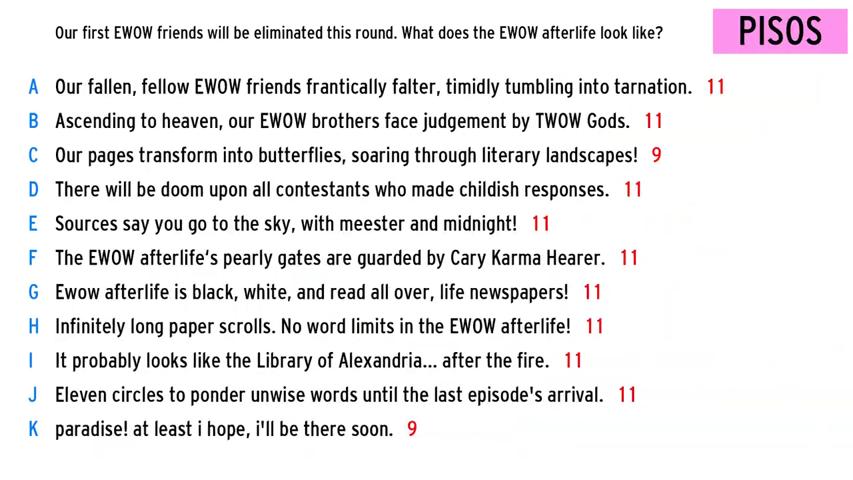 Our first EWOW friends will be eliminated this round. What does the EWOW afterlife look like?
PISOS
A Our fallen, fellow EWOW friends frantically falter, timidly tumbling into tarnation. 11
B Ascending to heaven, our EWOW brothers face judgement by TWOW Gods. 11
C Our pages transform into butterflies, soaring through literary landscapes! 9
D There will be doom upon all contestants who made childish responses. 11
E Sources say you go to the sky, with meester and midnight! 11
F The EWOW afterlife's pearly gates are guarded by Cary Karma Hearer. 11
G Ewow afterlife is black, white, and read all over, life newspapers! 11
H Infinitely long paper scrolls. No word limits in the EWOW afterlife! 11
I It probably looks like the Library of Alexandria... after the fire. 11
J Eleven circles to ponder unwise words until the last episode's arrival. 11
K paradise! at least i hope, i'll be there soon. 9